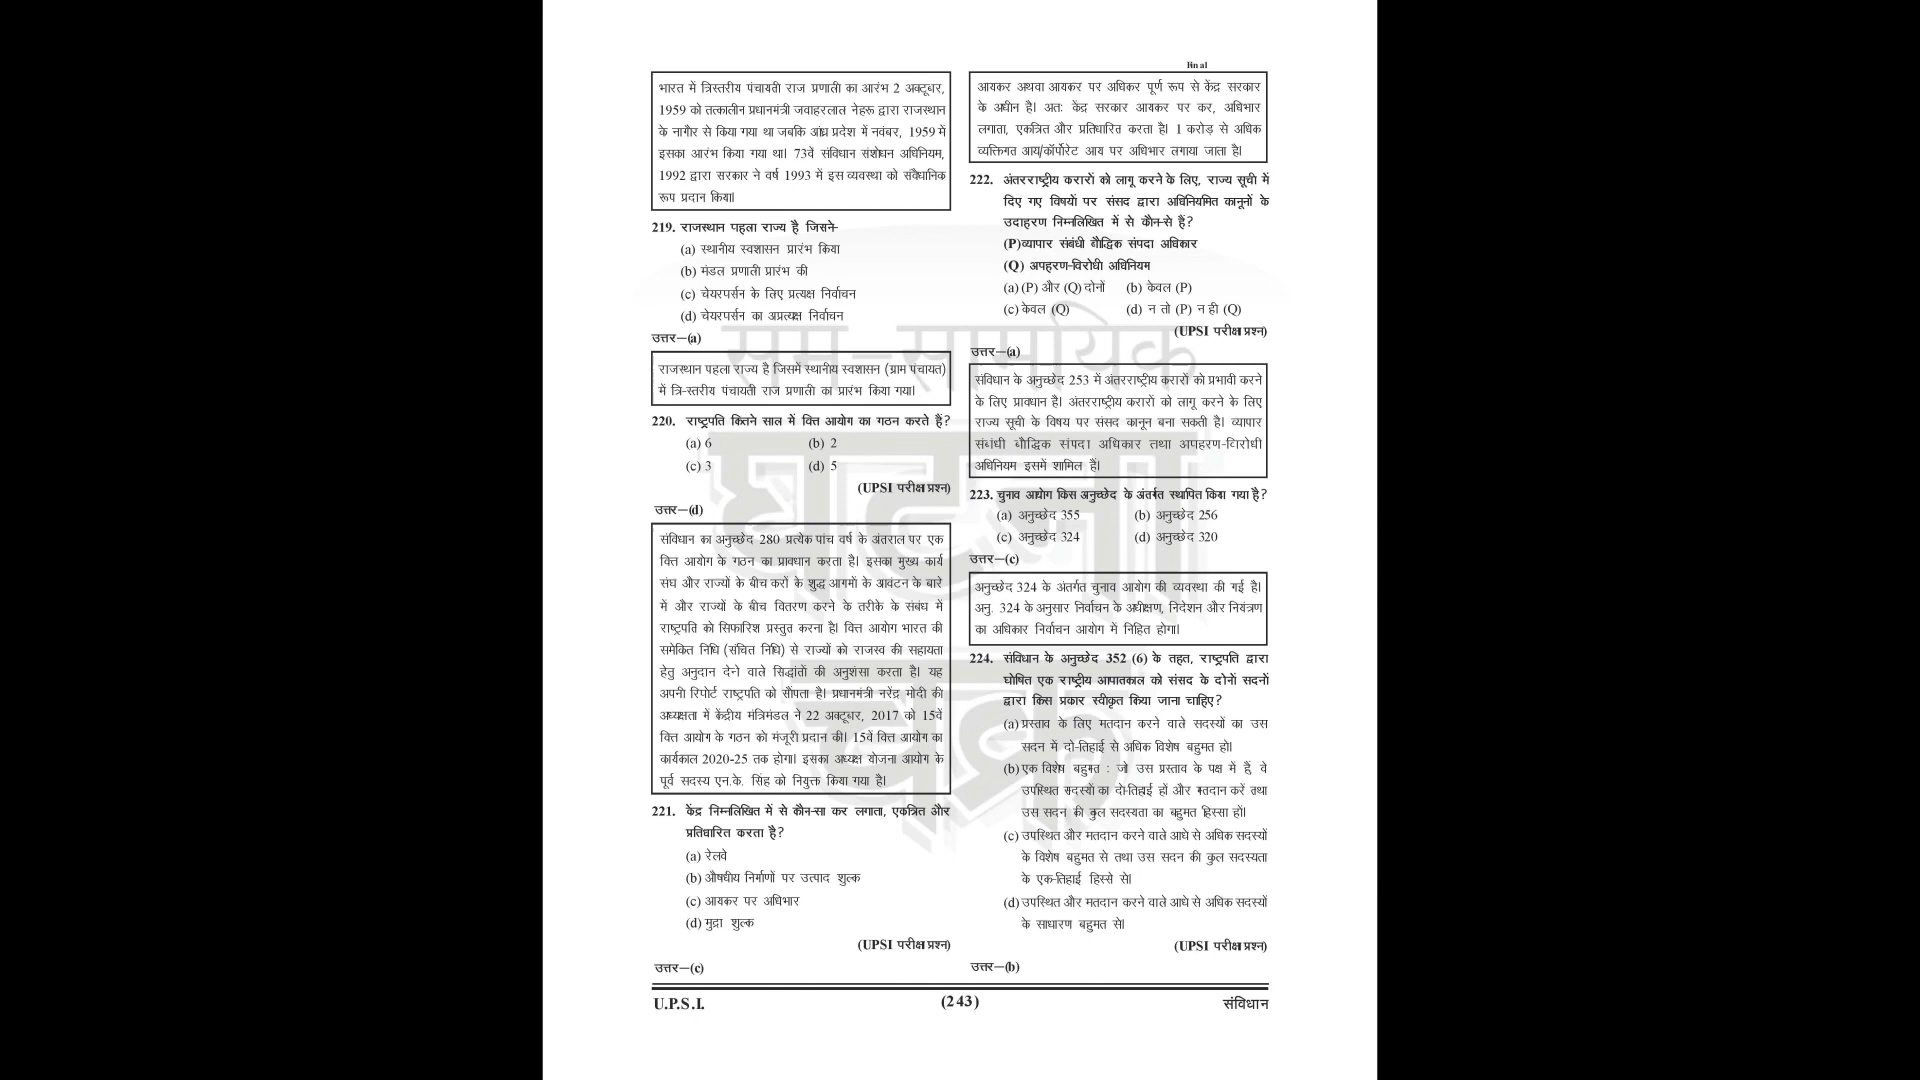 Final
भारत में त्रिस्तरीय पंचायती राज प्रणाली का आरंभ 2 अक्टूबर,
1959 को तत्कालीन प्रधानमंत्री जवाहरलाल नेहरू द्वारा राजस्थान
के नागौर से किया गया था जबकि आंध्र प्रदेश में नवंबर, 1959 में
इसका आरंभ किया गया था। 73वें संविधान संशोधन अधिनियम,
1992 द्वारा सरकार ने वर्ष 1993 में इस व्यवस्था को संवैधानिक
रूप प्रदान किया।
219. राजस्थान पहला राज्य है जिसने-
(a) स्थानीय स्वशासन प्रारंभ किया
(b) मंडल प्रणाली प्रारंभ की
(c) चेयरपर्सन के लिए प्रत्यक्ष निर्वाचन
(d) चेयरपर्सन का अप्रत्यक्ष निर्वाचन
उत्तर—(a)
राजस्थान पहला राज्य है जिसमें स्थानीय स्वशासन (ग्राम पंचायत)
में त्रि-स्तरीय पंचायती राज प्रणाली का प्रारंभ किया गया।
220. राष्ट्रपति कितने साल में वित्त आयोग का गठन करते हैं?
(a) 6 (b) 2
(c) 3 (d) 5
(UPSI परीक्षा प्रश्न)
उत्तर—(d)
संविधान का अनुच्छेद 280 प्रत्येक पांच वर्ष के अंतराल पर एक
वित्त आयोग के गठन का प्रावधान करता है। इसका मुख्य कार्य
संघ और राज्यों के बीच करों के शुद्ध आगमों के आवंटन के बारे
में और राज्यों के बीच वितरण करने के तरीके के संबंध में
राष्ट्रपति को सिफारिश प्रस्तुत करना है। वित्त आयोग भारत की
समेकित निधि (संचित निधि) से राज्यों को राजस्व की सहायता
हेतु अनुदान देने वाले सिद्धांतों की अनुशंसा करता है। यह
अपनी रिपोर्ट राष्ट्रपति को सौंपता है। प्रधानमंत्री नरेंद्र मोदी की
अध्यक्षता में केंद्रीय मंत्रिमंडल ने 22 अक्टूबर, 2017 को 15वें
वित्त आयोग के गठन को मंजूरी प्रदान की। 15वें वित्त आयोग का
कार्यकाल 2020-25 तक होगा। इसका अध्यक्ष योजना आयोग के
पूर्व सदस्य एन.के. सिंह को नियुक्त किया गया है।
221. केंद्र निम्नलिखित में से कौन-सा कर लगाता, एकत्रित और
प्रतिधारित करता है?
(a) रेलवे
(b) औषधीय निर्माणों पर उत्पाद शुल्क
(c) आयकर पर अधिभार
(d) मुद्रा शुल्क
(UPSI परीक्षा प्रश्न)
उत्तर—(c)
आयकर अथवा आयकर पर अधिकर पूर्ण रूप से केंद्र सरकार
के अधीन है। अतः केंद्र सरकार आयकर पर कर, अधिभार
लगाता, एकत्रित और प्रतिधारित करता है। 1 करोड़ से अधिक
व्यक्तिगत आय/कॉर्पोरेट आय पर अधिभार लगाया जाता है।
222. अंतरराष्ट्रीय करारों को लागू करने के लिए, राज्य सूची में
दिए गए विषयों पर संसद द्वारा अधिनियमित कानूनों के
उदाहरण निम्नलिखित में से कौन-से हैं?
(P)व्यापार संबंधी बौद्धिक संपदा अधिकार
(Q) अपहरण-विरोधी अधिनियम
(a) (P) और (Q) दोनों (b) केवल (P)
(c) केवल (Q) (d) न तो (P) न ही (Q)
(UPSI परीक्षा प्रश्न)
उत्तर—(a)
संविधान के अनुच्छेद 253 में अंतरराष्ट्रीय करारों को प्रभावी करने
के लिए प्रावधान है। अंतरराष्ट्रीय करारों को लागू करने के लिए
राज्य सूची के विषय पर संसद कानून बना सकती है। व्यापार
संबंधी बौद्धिक संपदा अधिकार तथा अपहरण-विरोधी
अधिनियम इसमें शामिल हैं।
223. चुनाव आयोग किस अनुच्छेद के अंतर्गत स्थापित किया गया है?
(a) अनुच्छेद 355 (b) अनुच्छेद 256
(c) अनुच्छेद 324 (d) अनुच्छेद 320
उत्तर—(c)
अनुच्छेद 324 के अंतर्गत चुनाव आयोग की व्यवस्था की गई है।
अनु. 324 के अनुसार निर्वाचन के अधीक्षण, निदेशन और नियंत्रण
का अधिकार निर्वाचन आयोग में निहित होगा।
224. संविधान के अनुच्छेद 352 (6) के तहत, राष्ट्रपति द्वारा
घोषित एक राष्ट्रीय आपातकाल को संसद के दोनों सदनों
द्वारा किस प्रकार स्वीकृत किया जाना चाहिए?
(a) प्रस्ताव के लिए मतदान करने वाले सदस्यों का उस
सदन में दो-तिहाई से अधिक विशेष बहुमत हो।
(b) एक विशेष बहुमत : जो उस प्रस्ताव के पक्ष में हैं, वे
उपस्थित सदस्यों का दो-तिहाई हों और मतदान करें तथा
उस सदन की कुल सदस्यता का बहुमत हिस्सा हों।
(c) उपस्थित और मतदान करने वाले आधे से अधिक सदस्यों
के विशेष बहुमत से तथा उस सदन की कुल सदस्यता
के एक-तिहाई हिस्से से।
(d) उपस्थित और मतदान करने वाले आधे से अधिक सदस्यों
के साधारण बहुमत से।
(UPSI परीक्षा प्रश्न)
उत्तर—(b)
सम-सामयिक
घटना
चक्र
U.P.S.I. (243) संविधान